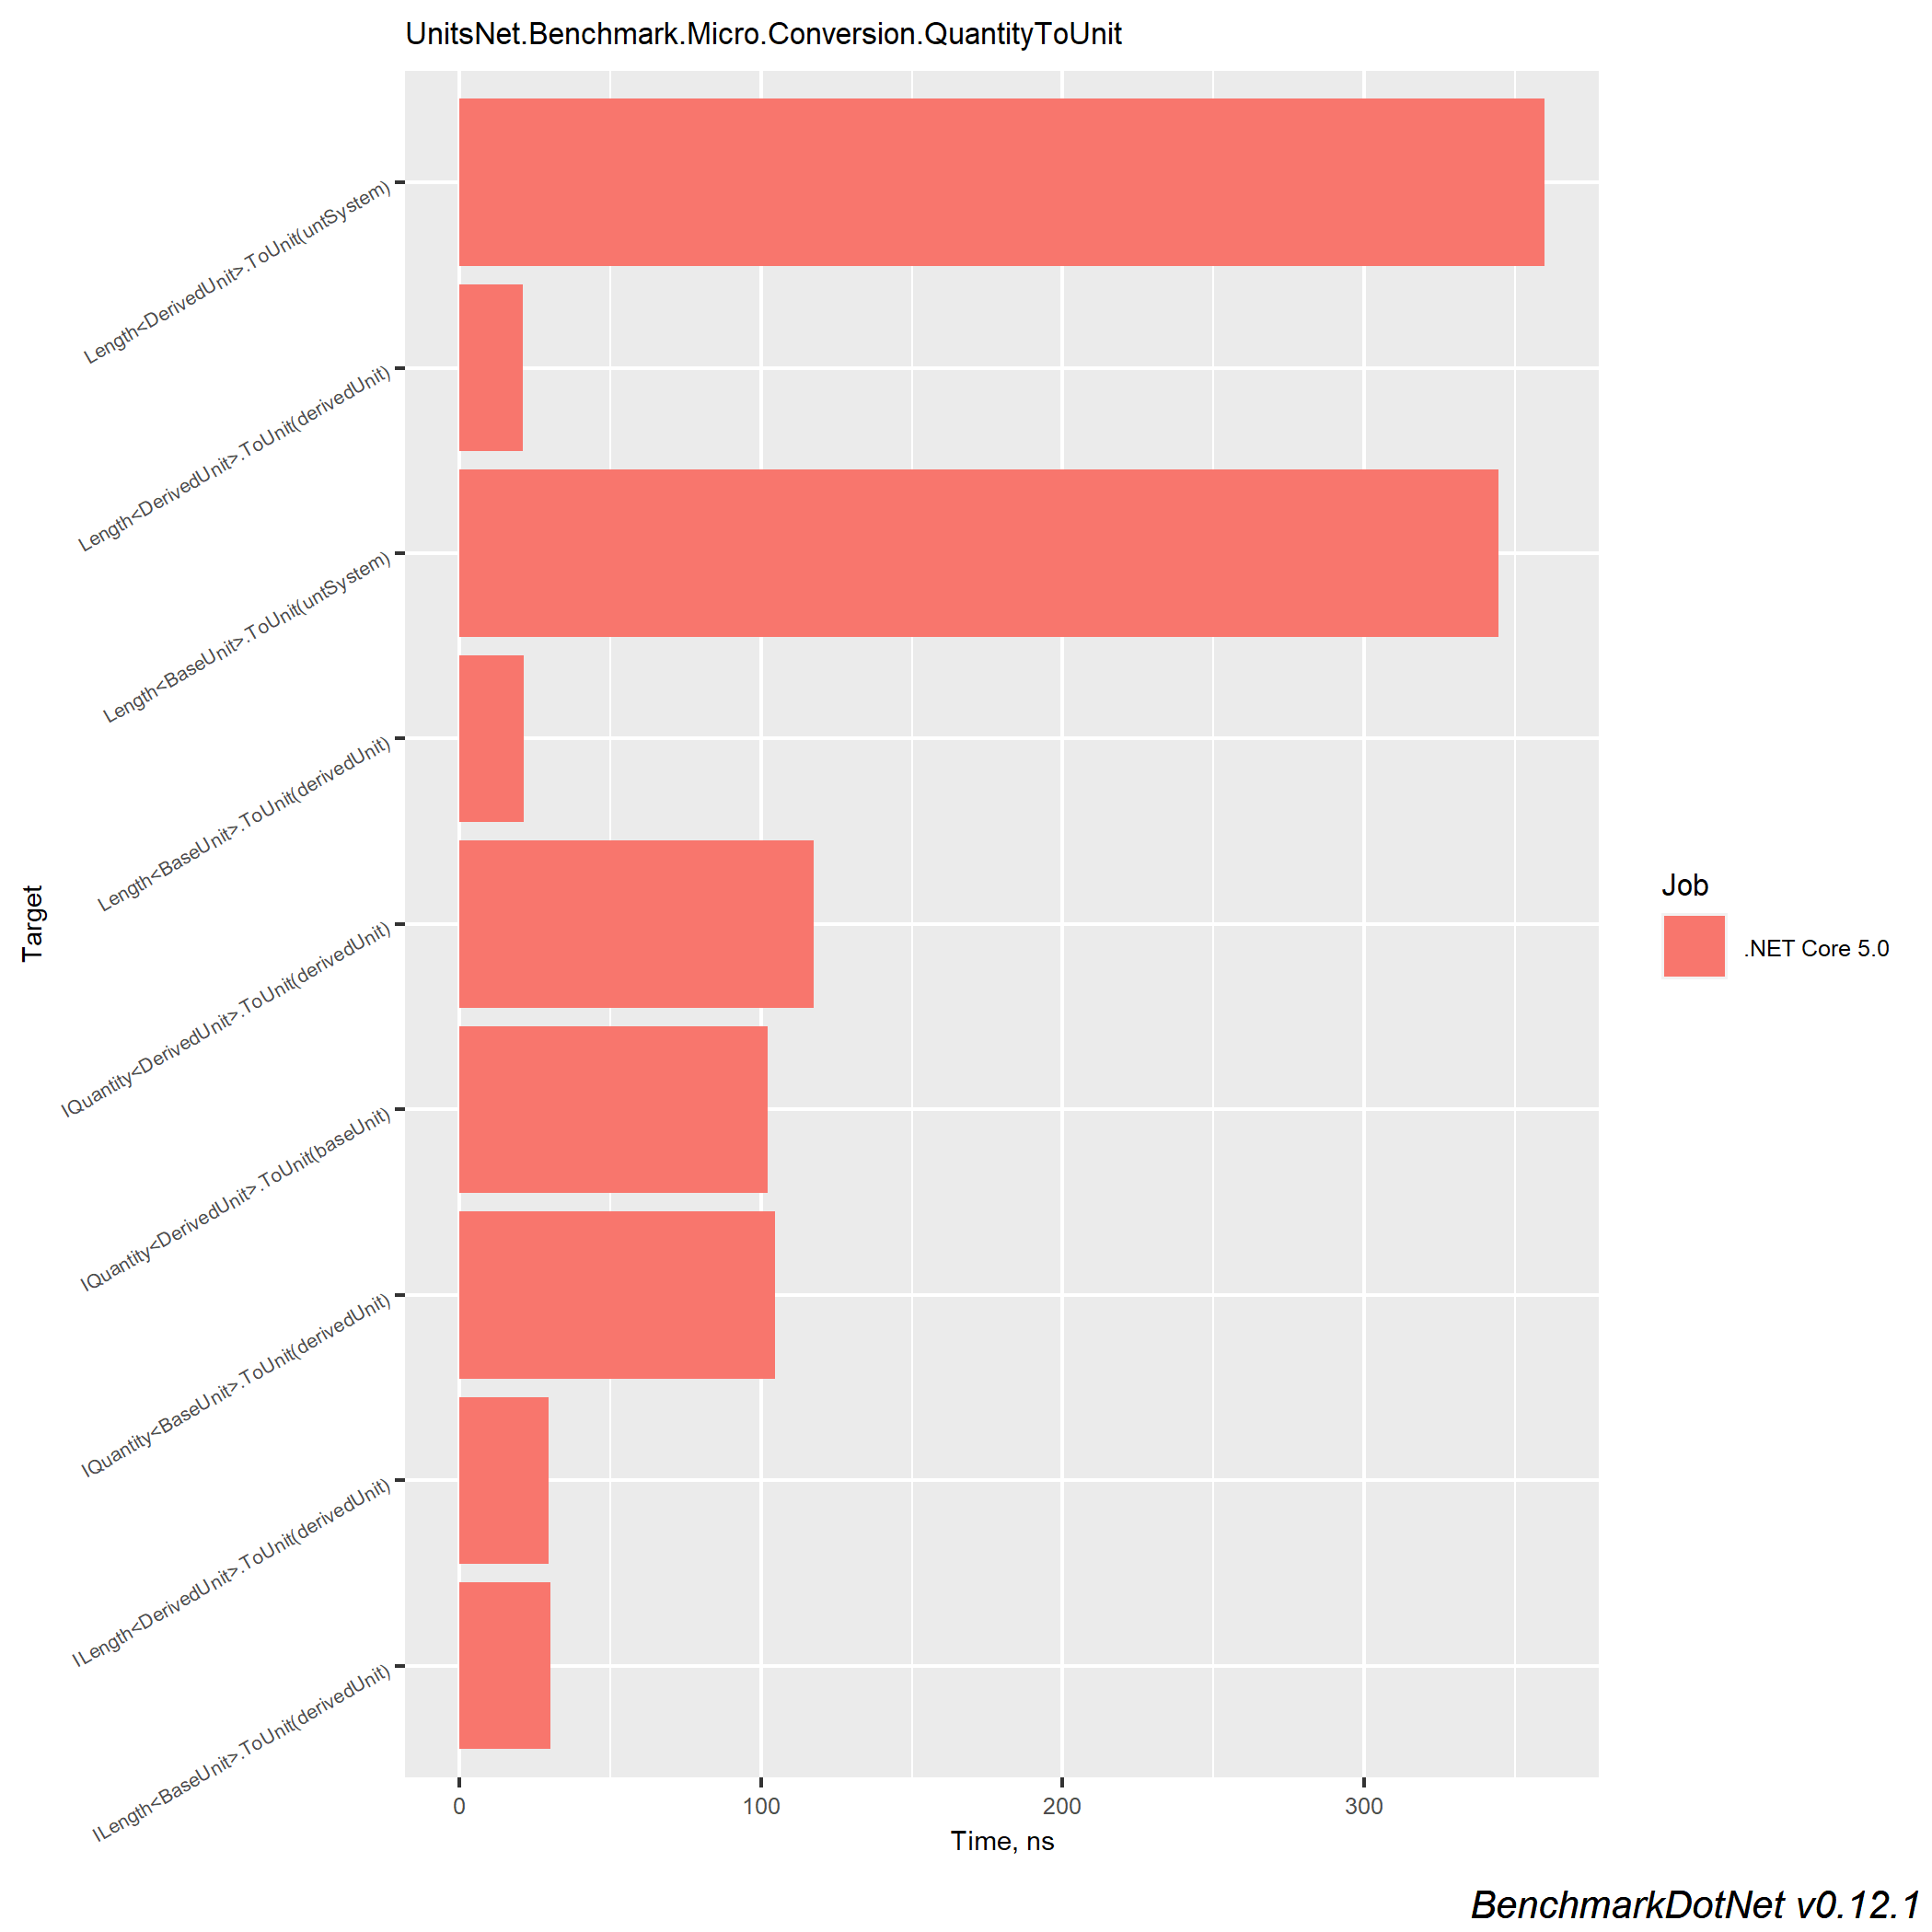 UnitsNet.Benchmark.Micro.Conversion.QuantityToUnit
Length<DerivedUnit>.ToUnit(untSystem)
Length<DerivedUnit>.ToUnit(derivedUnit)
Length<BaseUnit>.ToUnit(untSystem)
Length<BaseUnit>.ToUnit(derivedUnit)
IQuantity<DerivedUnit>.ToUnit(derivedUnit)
IQuantity<DerivedUnit>.ToUnit(baseUnit)
IQuantity<BaseUnit>.ToUnit(derivedUnit)
ILength<DerivedUnit>.ToUnit(derivedUnit)
ILength<BaseUnit>.ToUnit(derivedUnit)
Target
0 100 200 300
Time, ns
Job
.NET Core 5.0
BenchmarkDotNet v0.12.1